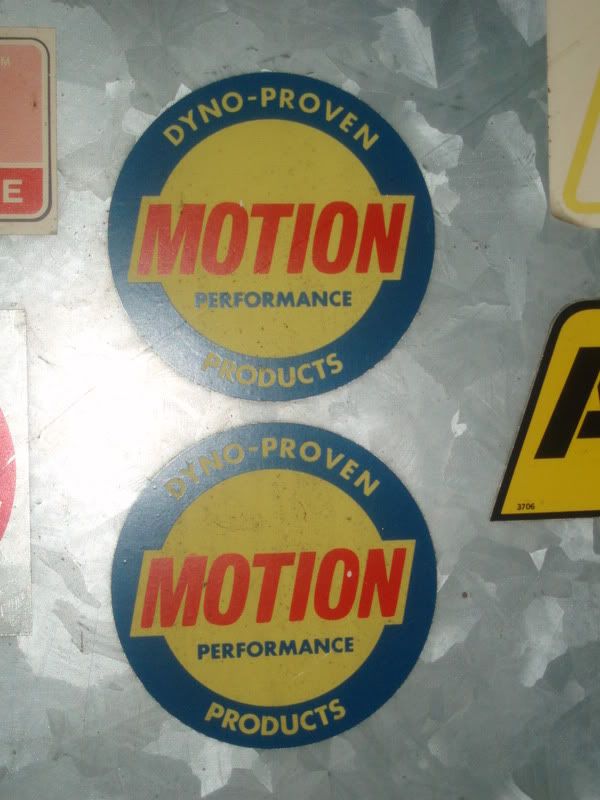 M
E
DYNO-PROVEN
MOTION
PERFORMANCE
PRODUCTS
DYNO-PROVEN
MOTION
PERFORMANCE
PRODUCTS
A
3706